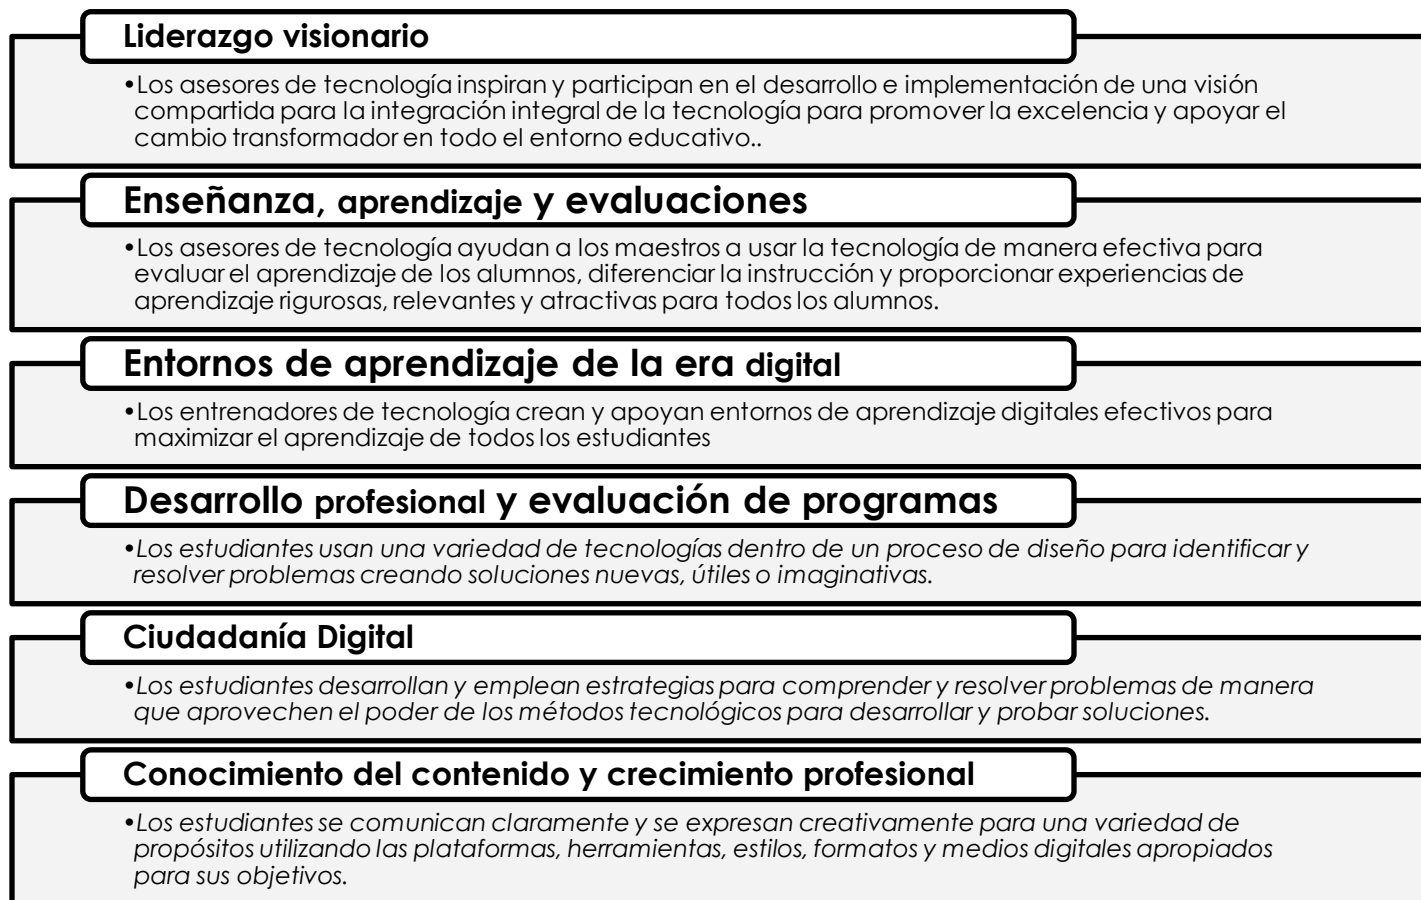 Liderazgo visionario
•Los asesores de tecnología inspiran y participan en el desarrollo e implementación de una visión
compartida para la integración integral de la tecnología para promover la excelencia y apoyar el
cambio transformador en todo el entorno educativo..
Enseñanza, aprendizaje y evaluaciones
•Los asesores de tecnología ayudan a los maestros a usar la tecnología de manera efectiva para
evaluar el aprendizaje de los alumnos, diferenciar la instrucción y proporcionar experiencias de
aprendizaje rigurosas, relevantes y atractivas para todos los alumnos.
Entornos de aprendizaje de la era digital
•Los entrenadores de tecnología crean y apoyan entornos de aprendizaje digitales efectivos para
maximizar el aprendizaje de todos los estudiantes
Desarrollo profesional y evaluación de programas
•Los estudiantes usan una variedad de tecnologías dentro de un proceso de diseño para identificar y
resolver problemas creando soluciones nuevas, útiles o imaginativas.
Ciudadanía Digital
•Los estudiantes desarrollan y emplean estrategias para comprender y resolver problemas de manera
que aprovechen el poder de los métodos tecnológicos para desarrollar y probar soluciones.
Conocimiento del contenido y crecimiento profesional
•Los estudiantes se comunican claramente y se expresan creativamente para una variedad de
propósitos utilizando las plataformas, herramientas, estilos, formatos y medios digitales apropiados
para sus objetivos.